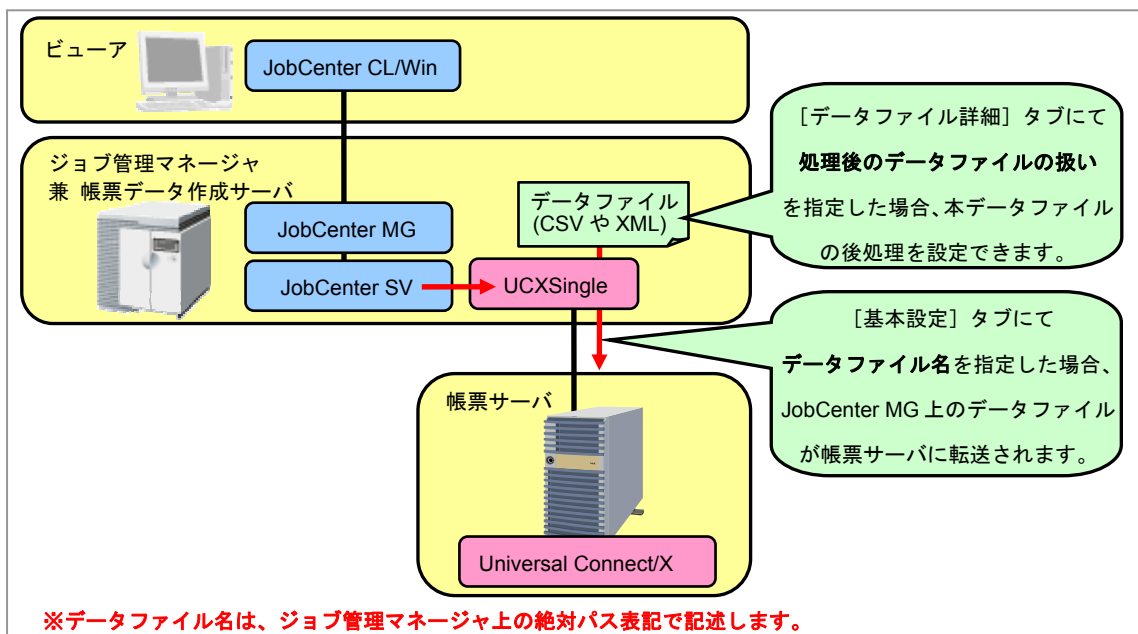 ビューア
JobCenter CL/Win
ジョブ管理マネージャ
兼 帳票データ作成サーバ
JobCenter MG
JobCenter SV
データファイル
(CSV や XML)
UCXSingle
［データファイル詳細］タブにて
処理後のデータファイルの扱い
を指定した場合、本データファイル
の後処理を設定できます。
［基本設定］タブにて
データファイル名を指定した場合、
JobCenter MG 上のデータファイル
が帳票サーバに転送されます。
帳票サーバ
Universal Connect/X
※データファイル名は、ジョブ管理マネージャ上の絶対パス表記で記述します。